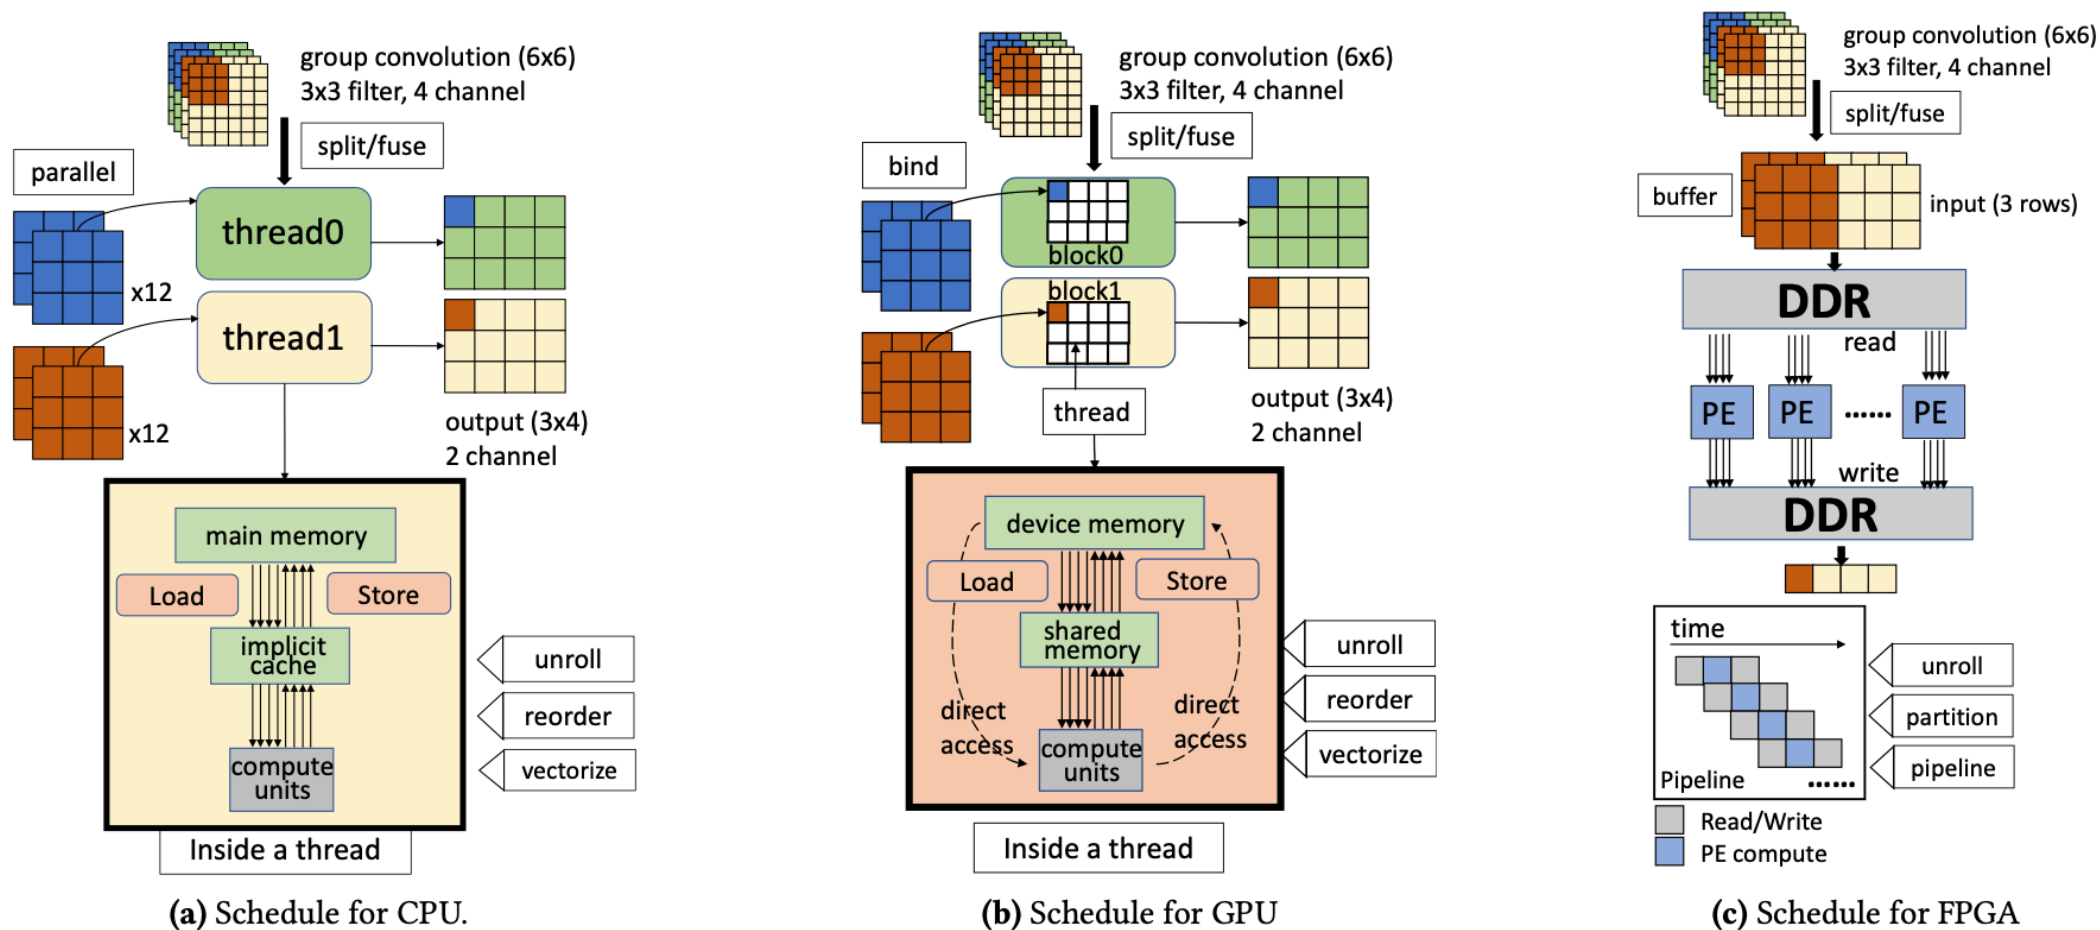 group convolution (6x6)
3x3 filter, 4 channel
split/fuse
parallel
thread0
x12
thread1
x12
output (3x4)
2 channel
main memory
Load
Store
implicit
cache
compute
units
unroll
reorder
vectorize
Inside a thread
(a) Schedule for CPU.
group convolution (6x6)
3x3 filter, 4 channel
split/fuse
bind
block0
block1
thread
output (3x4)
2 channel
device memory
Load
Store
shared
memory
direct
access
direct
access
compute
units
unroll
reorder
vectorize
Inside a thread
(b) Schedule for GPU
group convolution (6x6)
3x3 filter, 4 channel
split/fuse
buffer
input (3 rows)
DDR
read
PE
PE
......
PE
write
DDR
time
Pipeline
......
unroll
partition
pipeline
Read/Write
PE compute
(c) Schedule for FPGA